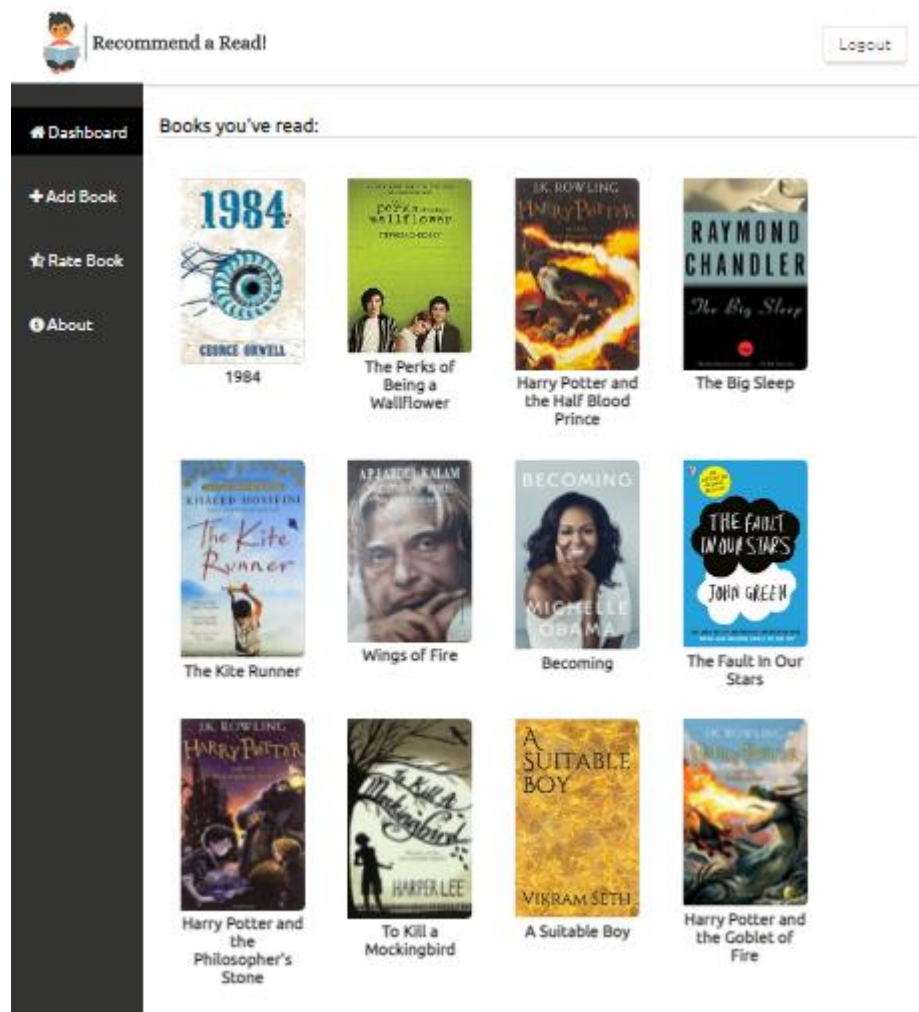 Recommend a Read!
Logout
Dashboard
Add Book
Rate Book
About
Books you've read:
1984
GEORGE ORWELL
1984
perks
wallflower
The Perks of
Being a
Wallflower
J.K. ROWLING
HARRY POTTER
Harry Potter and
the Half Blood
Prince
RAYMOND
CHANDLER
The Big Sleep
The Big Sleep
KHALED HOSSEINI
The Kite
Runner
The Kite Runner
APJ ABDUL KALAM
Wings of Fire
BECOMING
MICHELLE
OBAMA
Becoming
THE FAULT
IN OUR STARS
JOHN GREEN
The Fault In Our
Stars
J.K. ROWLING
HARRY POTTER
Harry Potter and
the
Philosopher's
Stone
To Kill A
Mockingbird
HARPER LEE
To Kill a
Mockingbird
A
SUITABLE
BOY
VIKRAM SETH
A Suitable Boy
J.K. ROWLING
HARRY POTTER
Harry Potter and
the Goblet of
Fire